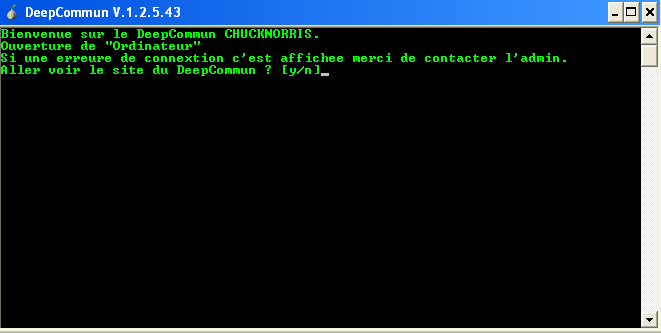 DeepCommun V.1.2.5.43
Bienvenue sur le DeepCommun CHUCKNORRIS.
Ouverture de "Ordinateur"
Si une erreure de connextion c'est affichee merci de contacter l'admin.
Aller voir le site du DeepCommun ? [y/n]